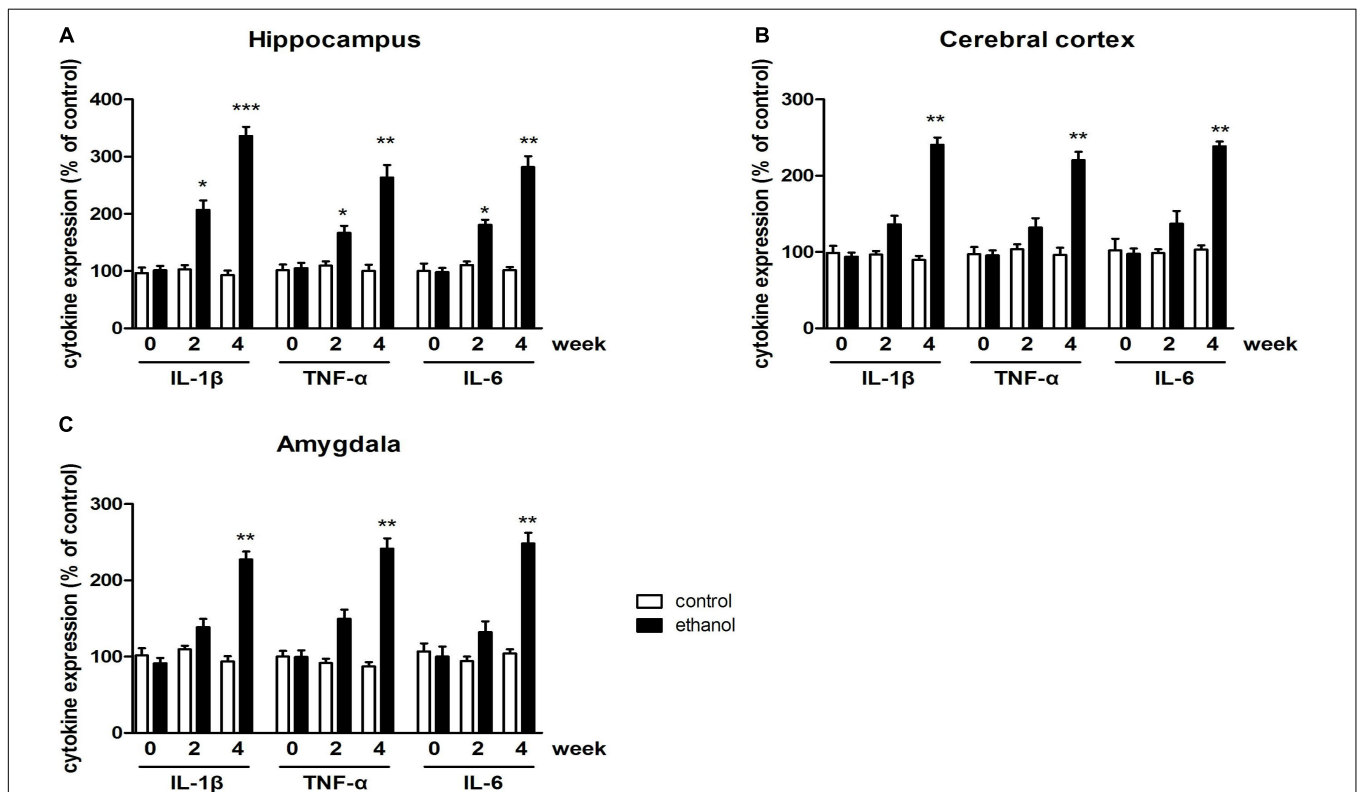 A
Hippocampus
cytokine expression (% of control)
400
300
200
100
0
*
***
*
**
*
**
0 2 4 0 2 4 0 2 4 week
IL-1β TNF-α IL-6
B
Cerebral cortex
cytokine expression (% of control)
300
200
100
0
**
**
**
0 2 4 0 2 4 0 2 4 week
IL-1β TNF-α IL-6
C
Amygdala
cytokine expression (% of control)
300
200
100
0
**
**
**
0 2 4 0 2 4 0 2 4 week
IL-1β TNF-α IL-6
control
ethanol